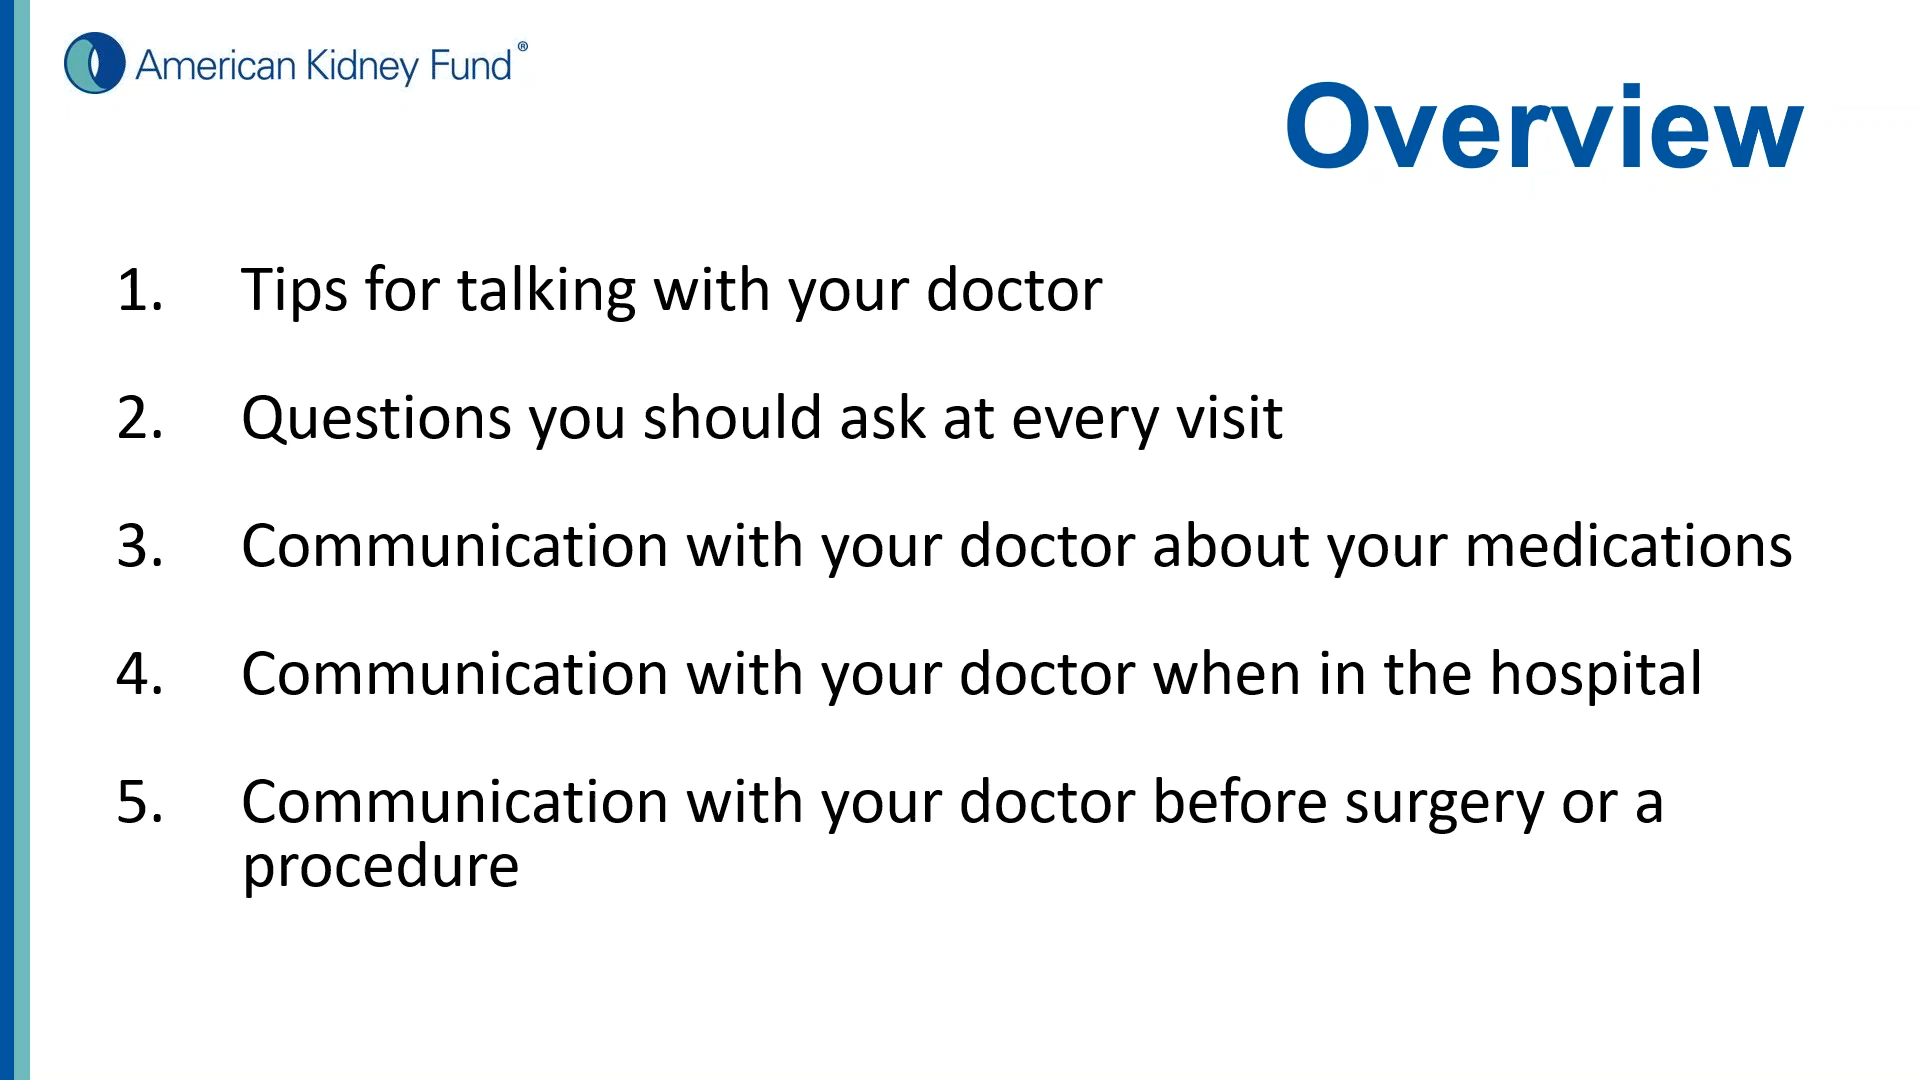 American Kidney Fund®
Overview
1. Tips for talking with your doctor
2. Questions you should ask at every visit
3. Communication with your doctor about your medications
4. Communication with your doctor when in the hospital
5. Communication with your doctor before surgery or a
procedure